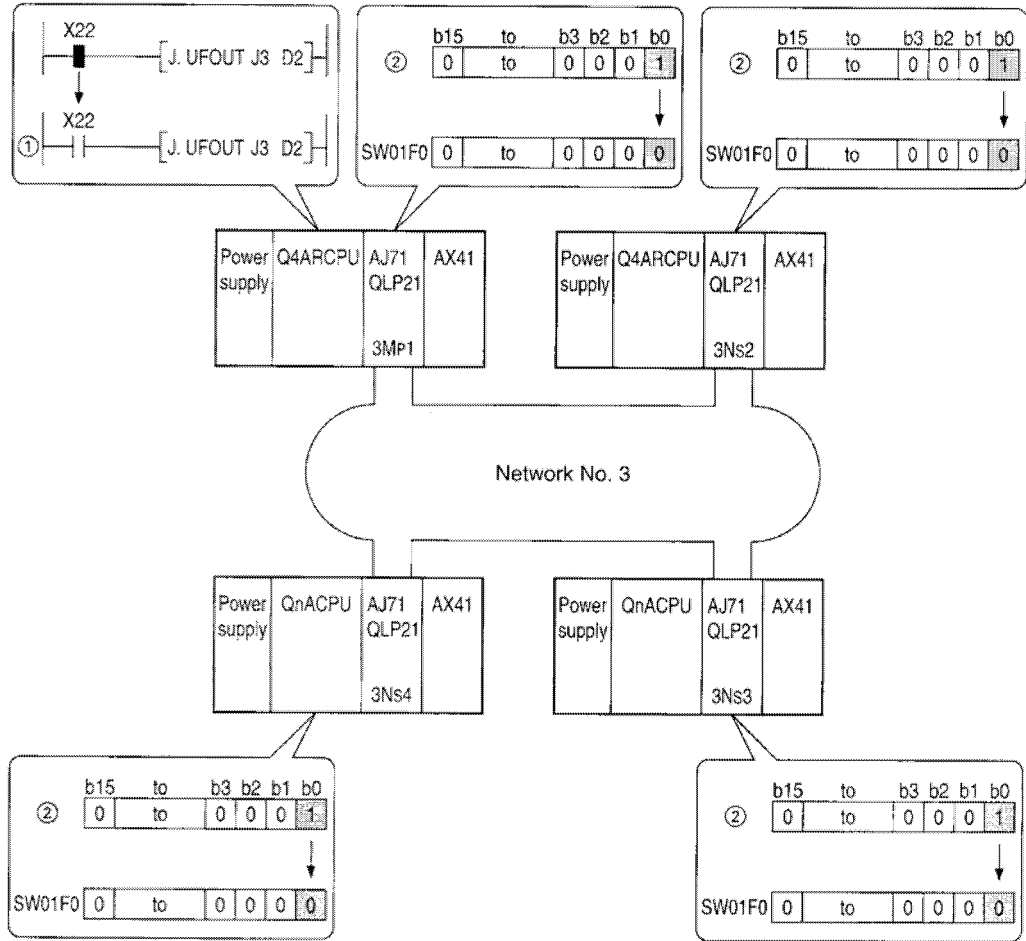 X22
[J. UFOUT J3 D2]
X22
① [J. UFOUT J3 D2]
b15 to b3 b2 b1 b0
② 0 to 0 0 0 1
SW01F0 0 to 0 0 0 0
b15 to b3 b2 b1 b0
② 0 to 0 0 0 1
SW01F0 0 to 0 0 0 0
Power supply
Q4ARCPU
AJ71
QLP21
3MP1
AX41
Power supply
Q4ARCPU
AJ71
QLP21
3NS2
AX41
Network No. 3
Power supply
QnACPU
AJ71
QLP21
3NS4
AX41
Power supply
QnACPU
AJ71
QLP21
3NS3
AX41
b15 to b3 b2 b1 b0
② 0 to 0 0 0 1
SW01F0 0 to 0 0 0 0
b15 to b3 b2 b1 b0
② 0 to 0 0 0 1
SW01F0 0 to 0 0 0 0